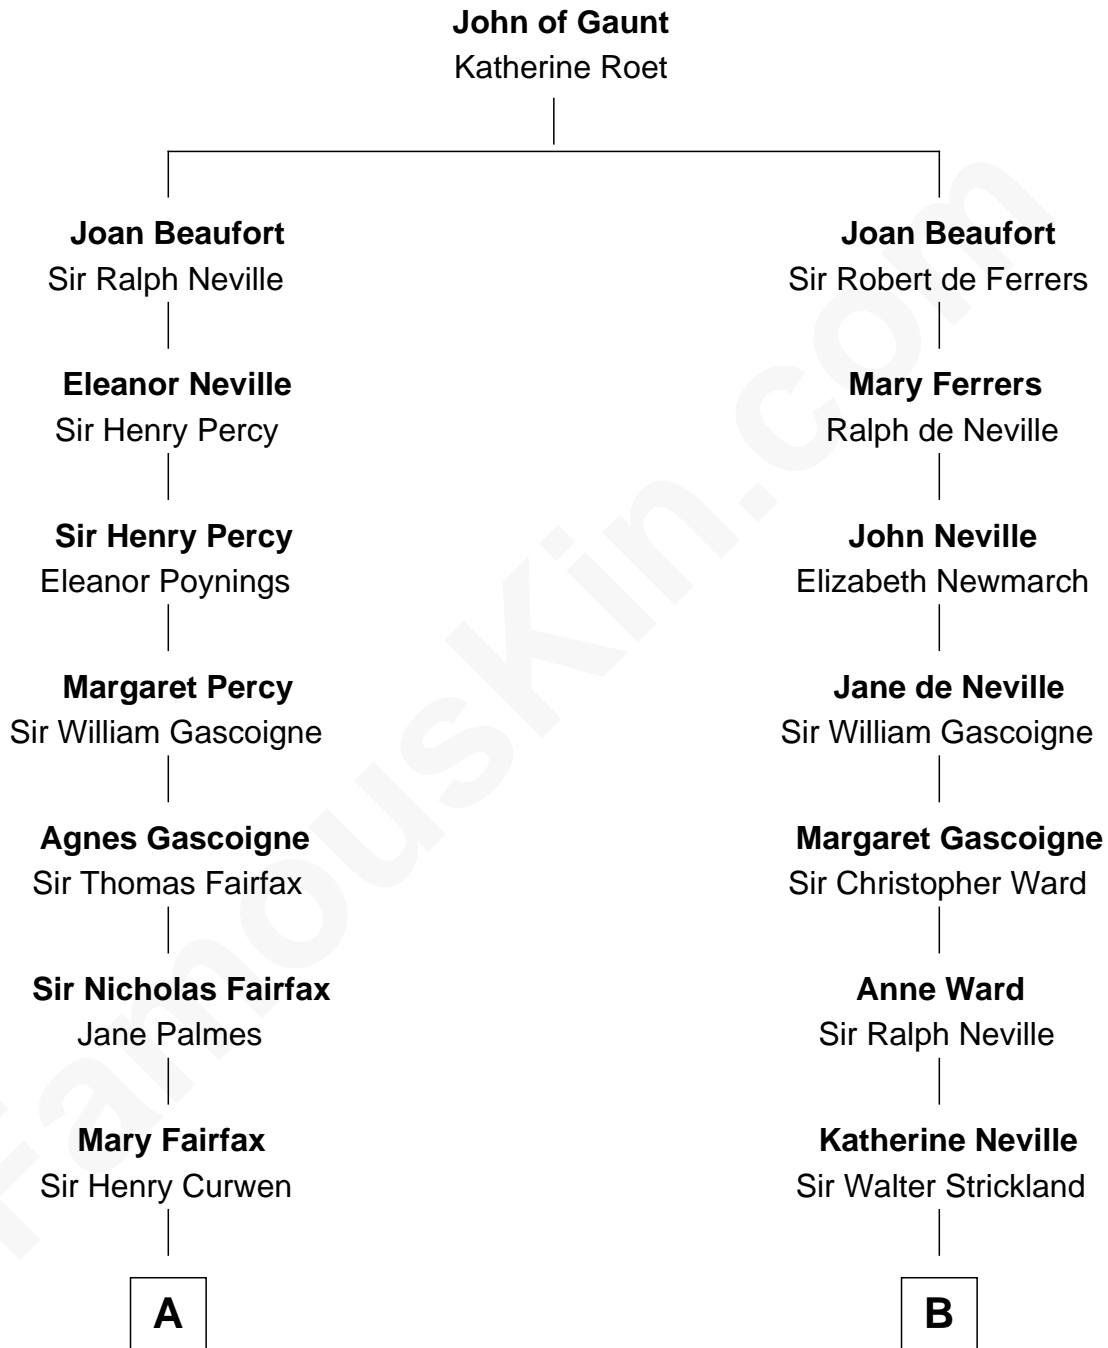 John of Gaunt
Katherine Roet
Joan Beaufort
Sir Ralph Neville
Joan Beaufort
Sir Robert de Ferrers
Eleanor Neville
Sir Henry Percy
Mary Ferrers
Ralph de Neville
Sir Henry Percy
Eleanor Poynings
John Neville
Elizabeth Newmarch
Margaret Percy
Sir William Gascoigne
Jane de Neville
Sir William Gascoigne
Agnes Gascoigne
Sir Thomas Fairfax
Margaret Gascoigne
Sir Christopher Ward
Sir Nicholas Fairfax
Jane Palmes
Anne Ward
Sir Ralph Neville
Mary Fairfax
Sir Henry Curwen
Katherine Neville
Sir Walter Strickland
A
B
FamousKin.com